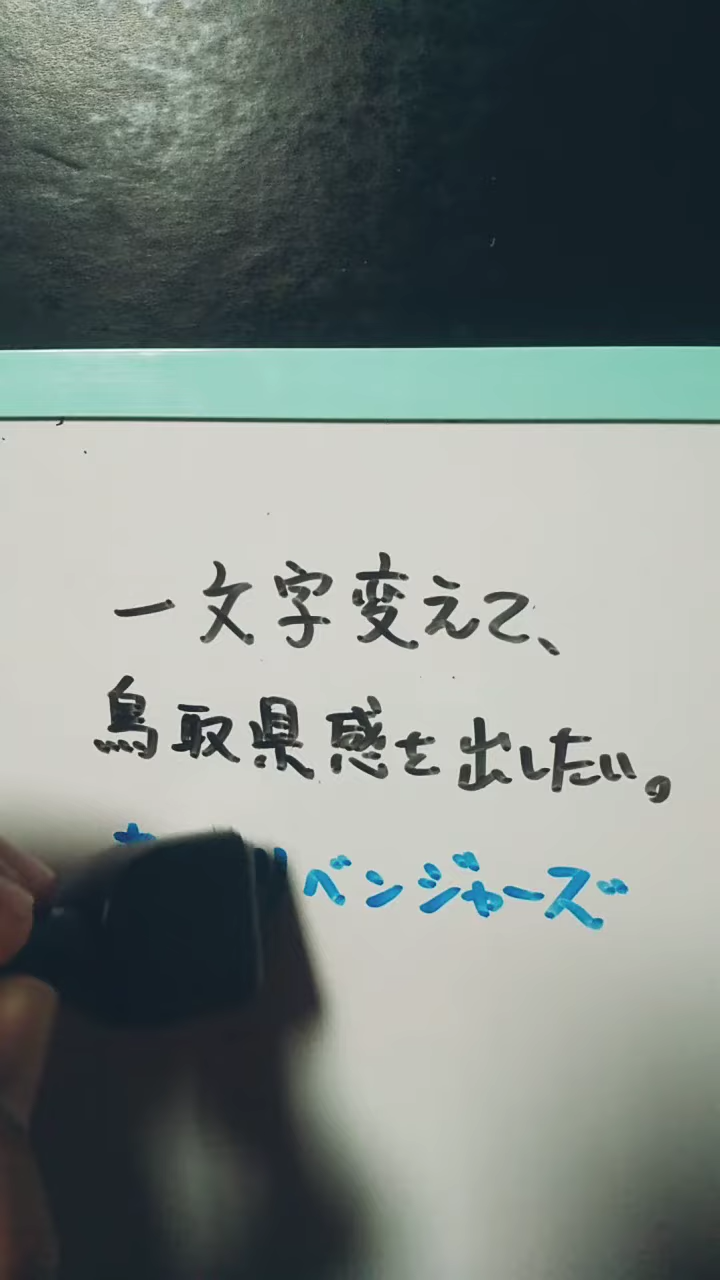 一文字変えて、
鳥取県感を出したい。
ベンジャーズ